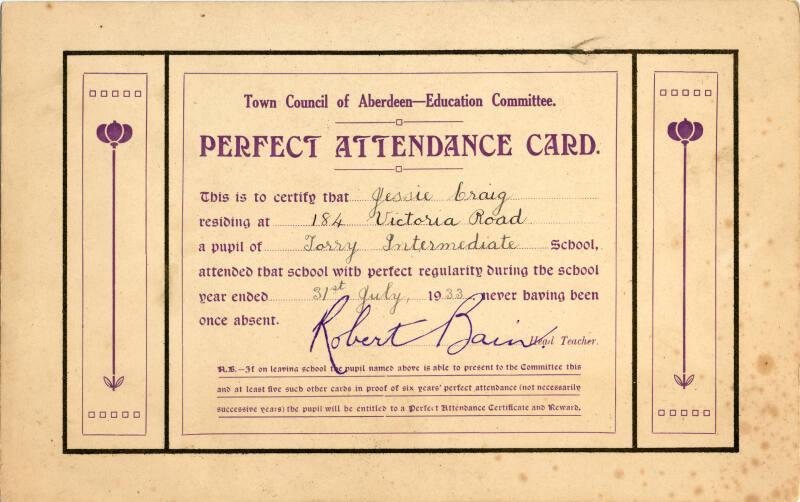 Town Council of Aberdeen—Education Committee.
PERFECT ATTENDANCE CARD.
This is to certify that Jessie Craig
residing at 184 Victoria Road
a pupil of Torry Intermediate School,
attended that school with perfect regularity during the school
year ended 31st July, 1933 never having been
once absent. Robert Bain. Head Teacher.
N.B.—If on leaving school the pupil named above is able to present to the Committee this
and at least five such other cards in proof of six years' perfect attendance (not necessarily
successive years) the pupil will be entitled to a Perfect Attendance Certificate and Reward.